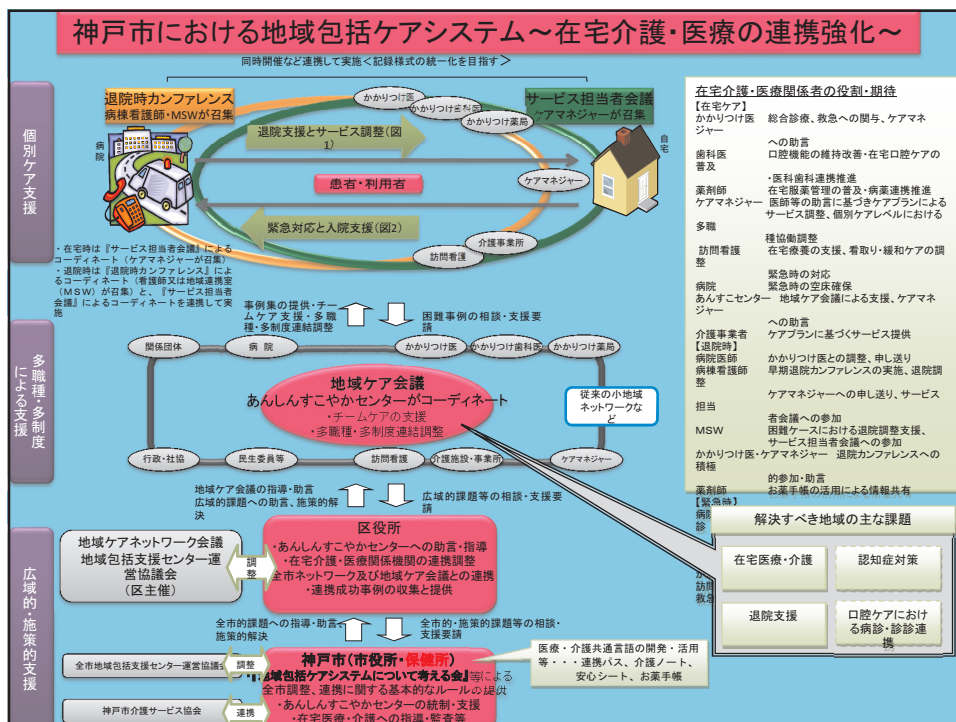 神戸市における地域包括ケアシステム～在宅介護・医療の連携強化～
同時開催など連携して実施<記録様式の統一化を目指す>
個別ケア支援
退院時カンファレンス
病棟看護師・MSWが召集
サービス担当者会議
ケアマネジャーが召集
かかりつけ医
かかりつけ歯科医
かかりつけ薬局
病院
自宅
退院支援とサービス調整(図
1)
患者・利用者
ケアマネジャー
緊急対応と入院支援(図2)
介護事業所
訪問看護
・在宅時は『サービス担当者会議』による
コーディネート(ケアマネジャーが召集)
・退院時は『退院時カンファレンス』によ
るコーディネート(看護師又は地域連携室
(MSW)が召集)と、『サービス担当者
会議』によるコーディネートを連携して実
施
事例集の提供・チー
ムケア支援・多職
種・多制度連結調整
困難事例の相談・支援要
請
多職種・多制度
による支援
関係団体
病 院
かかりつけ医
かかりつけ歯科医
かかりつけ薬局
地域ケア会議
あんしんすこやかセンターがコーディネート
・チームケアの支援
・多職種・多制度連結調整
従来の小地域
ネットワークな
ど
行政・社協
民生委員等
訪問看護
介護施設・事業所
ケアマネジャー
地域ケア会議の指導・助言
広域的課題への助言、施策的解
決
広域的課題等の相談・支援要
請
広域的・施策的支援
地域ケアネットワーク会議
地域包括支援センター運
営協議会
(区主催)
調整
区役所
・あんしんすこやかセンターへの助言・指導
・在宅介護・医療関係機関の連携調整
・全市ネットワーク及び地域ケア会議との連携
・連携成功事例の収集と提供
全市的課題への指導・助言、
施策的解決
全市的・施策的課題等の相談・
支援要請
全市地域包括支援センター運営協議会
調整
神戸市介護サービス協会
連携
神戸市(市役所・保健所)
・『地域包括ケアシステムについて考える会』等による
全市調整、連携に関する基本的なルールの提供
・あんしんすこやかセンターの統制・支援
・在宅医療・介護への指導・監査等
医療・介護共通言語の開発・活用
等・・・連携パス、介護ノート、
安心シート、お薬手帳
在宅介護・医療関係者の役割・期待
【在宅ケア】
かかりつけ医 総合診療、救急への関与、ケアマネ
ジャー
への助言
歯科医 口腔機能の維持改善・在宅口腔ケアの
普及
・医科歯科連携推進
薬剤師 在宅服薬管理の普及・病薬連携推進
ケアマネジャー 医師等の助言に基づきケアプランによる
サービス調整、個別ケアレベルにおける
多職
種協働調整
訪問看護 在宅療養の支援、看取り・緩和ケアの調
整
緊急時の対応
病院 緊急時の空床確保
あんすこセンター 地域ケア会議による支援、ケアマネ
ジャー
への助言
介護事業者 ケアプランに基づくサービス提供
【退院時】
病院医師 かかりつけ医との調整、申し送り
病棟看護師 早期退院カンファレンスの実施、退院調
整
ケアマネジャーへの申し送り、サービス
担当
者会議への参加
MSW 困難ケースにおける退院調整支援、
サービス担当者会議への参加
かかりつけ医・ケアマネジャー 退院カンファレンスへの
積極
的参加・助言
薬剤師 お薬手帳の活用による情報共有
【緊急時】
病院
診
か
訪問
救急
解決すべき地域の主な課題
在宅医療・介護
認知症対策
退院支援
口腔ケアにおけ
る病診・診診連
携